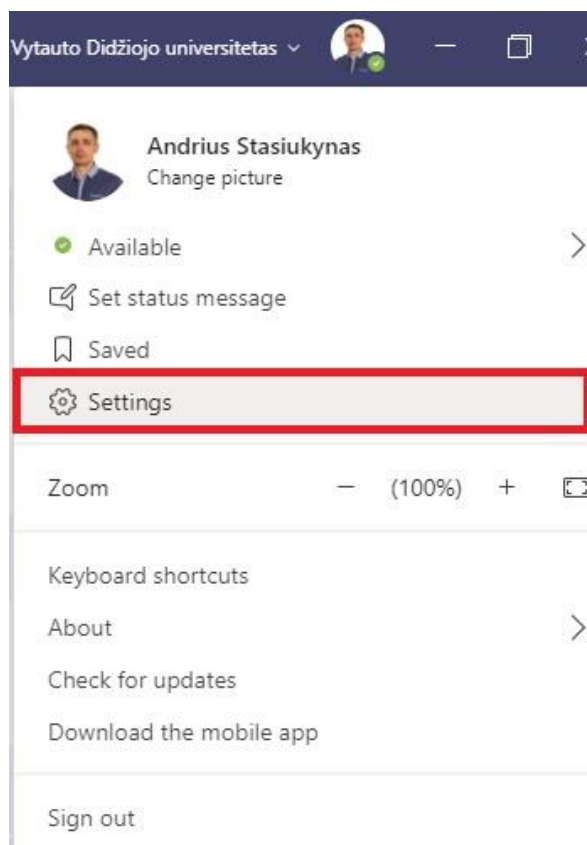 Vytauto Didžiojo universitetas
Andrius Stasiukynas
Change picture
Available
Set status message
Saved
Settings
Zoom — (100%) +
Keyboard shortcuts
About
Check for updates
Download the mobile app
Sign out